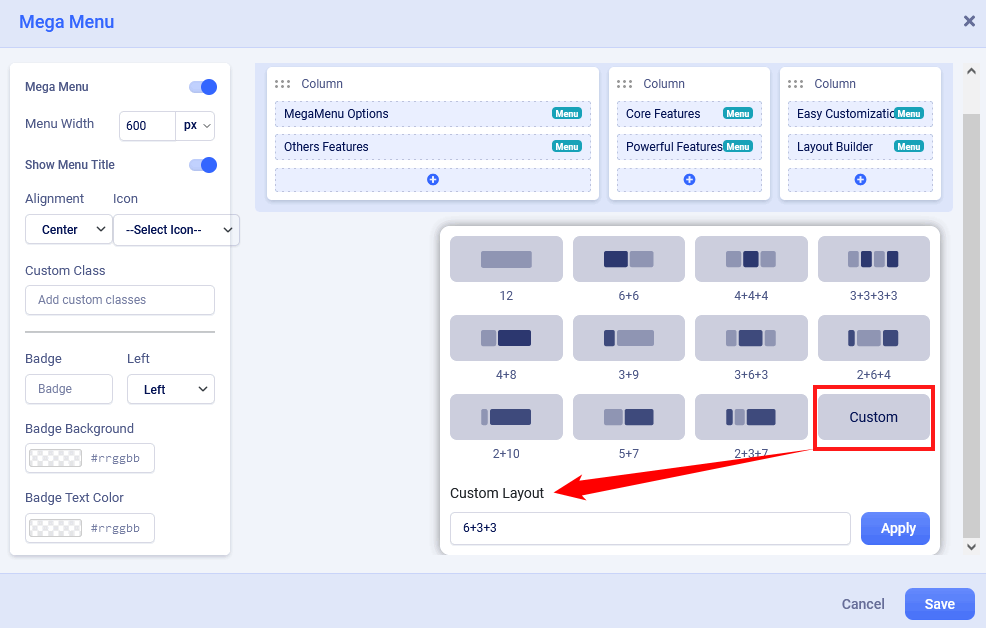 Mega Menu
Mega Menu
Menu Width
600
px
Show Menu Title
Alignment
Icon
Center
--Select Icon--
Custom Class
Add custom classes
Badge
Left
Badge
Left
Badge Background
#rrggbb
Badge Text Color
#rrggbb
Column
MegaMenu Options
Menu
Others Features
Menu
Column
Core Features
Menu
Powerful Features
Menu
Column
Easy Customizatio
Menu
Layout Builder
Menu
12
6+6
4+4+4
3+3+3+3
4+8
3+9
3+6+3
2+6+4
Custom
2+10
5+7
2+3+7
Custom Layout
6+3+3
Apply
Cancel
Save